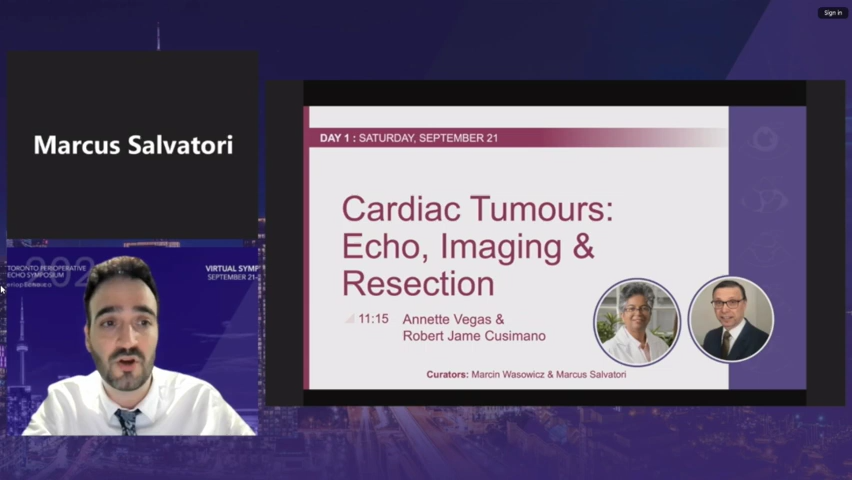 Sign in
Marcus Salvatori
DAY 1 : SATURDAY, SEPTEMBER 21
Cardiac Tumours:
Echo, Imaging &
Resection
11:15
Annette Vegas &
Robert Jame Cusimano
Curators: Marcin Wasowicz & Marcus Salvatori
TORONTO PERIOPERATIVE
ECHO SYMPOSIUM
VIRTUAL SYMP
SEPTEMBER 21-